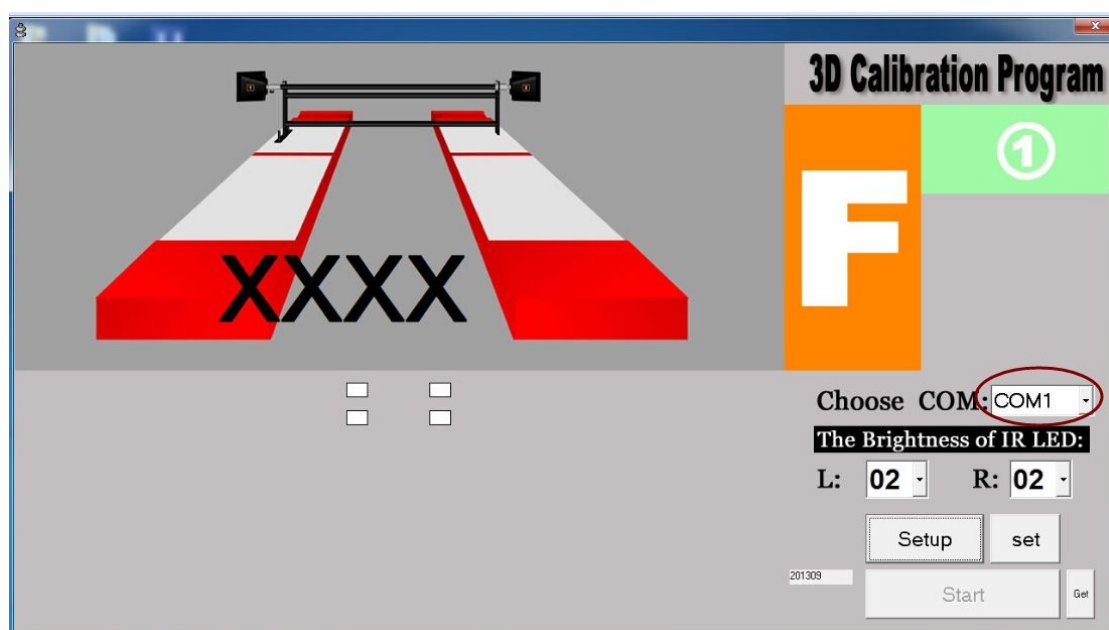 3D Calibration Program
①
F
XXXX
Choose COM: COM1
The Brightness of IR LED:
L: 02 R: 02
Setup set
201309
Start Get